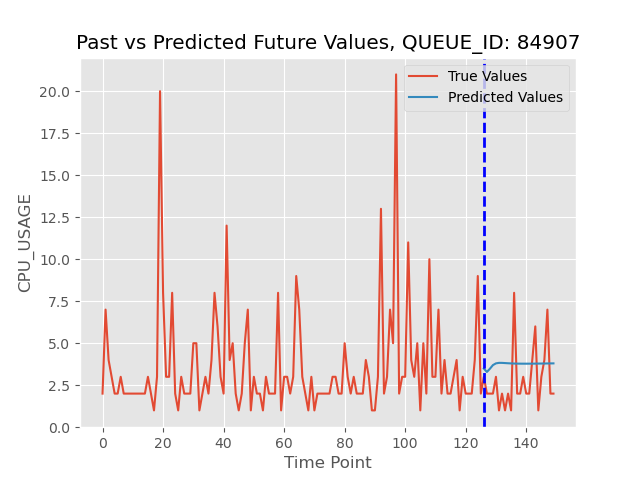 Past vs Predicted Future Values, QUEUE_ID: 84907
True Values
Predicted Values
CPU_USAGE
20.0
17.5
15.0
12.5
10.0
7.5
5.0
2.5
0.0
0 20 40 60 80 100 120 140
Time Point